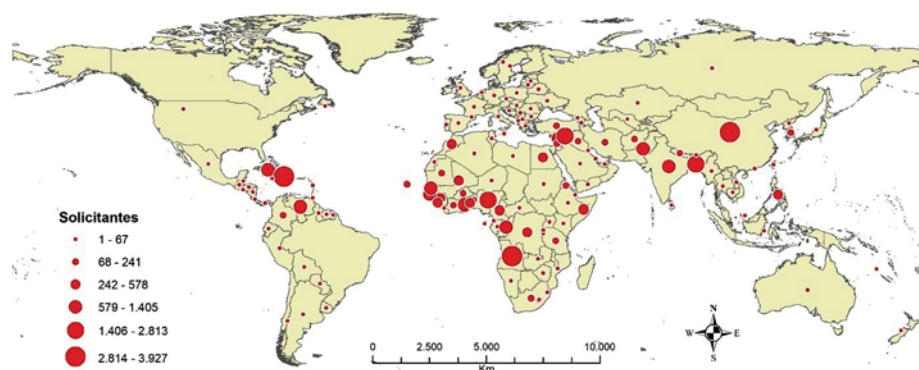 Solicitantes
1 - 67
68 - 241
242 - 578
579 - 1.405
1.406 - 2.813
2.814 - 3.927
N
W E
S
0 2.500 5.000 10.000
Km